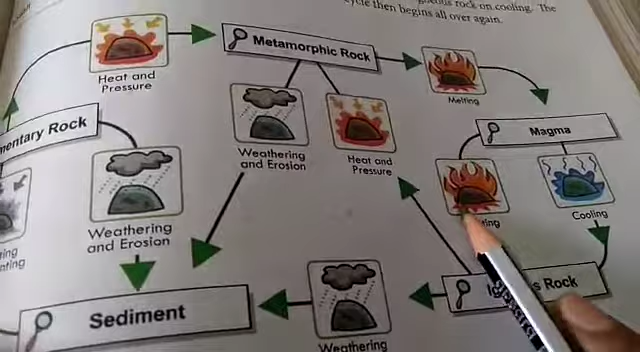 cycle then begins all over again.
rock on cooling. The
Metamorphic Rock
Heat and
Pressure
Melting
Magma
mentary Rock
Weathering
and Erosion
Heat and
Pressure
Weathering
and Erosion
Cooling
ting
Rock
Sediment
Weathering